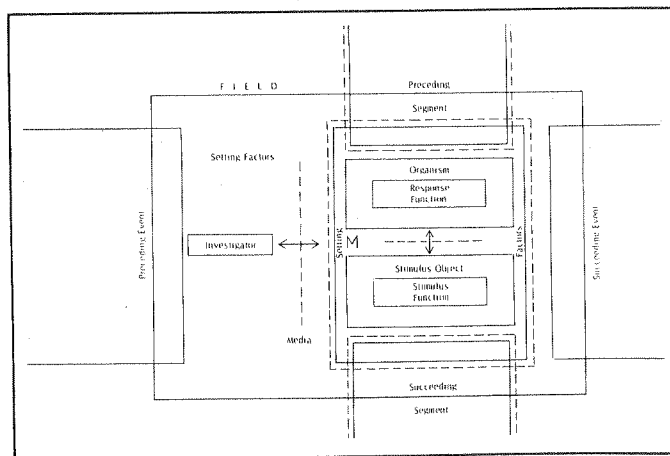 FIELD
Preceding
Segment
Setting Factors
Organism
Response
Function
Preceding Event
Investigator
Setting
M
Factors
Succeeding Event
Stimulus Object
Stimulus
Function
Media
Succeeding
Segment